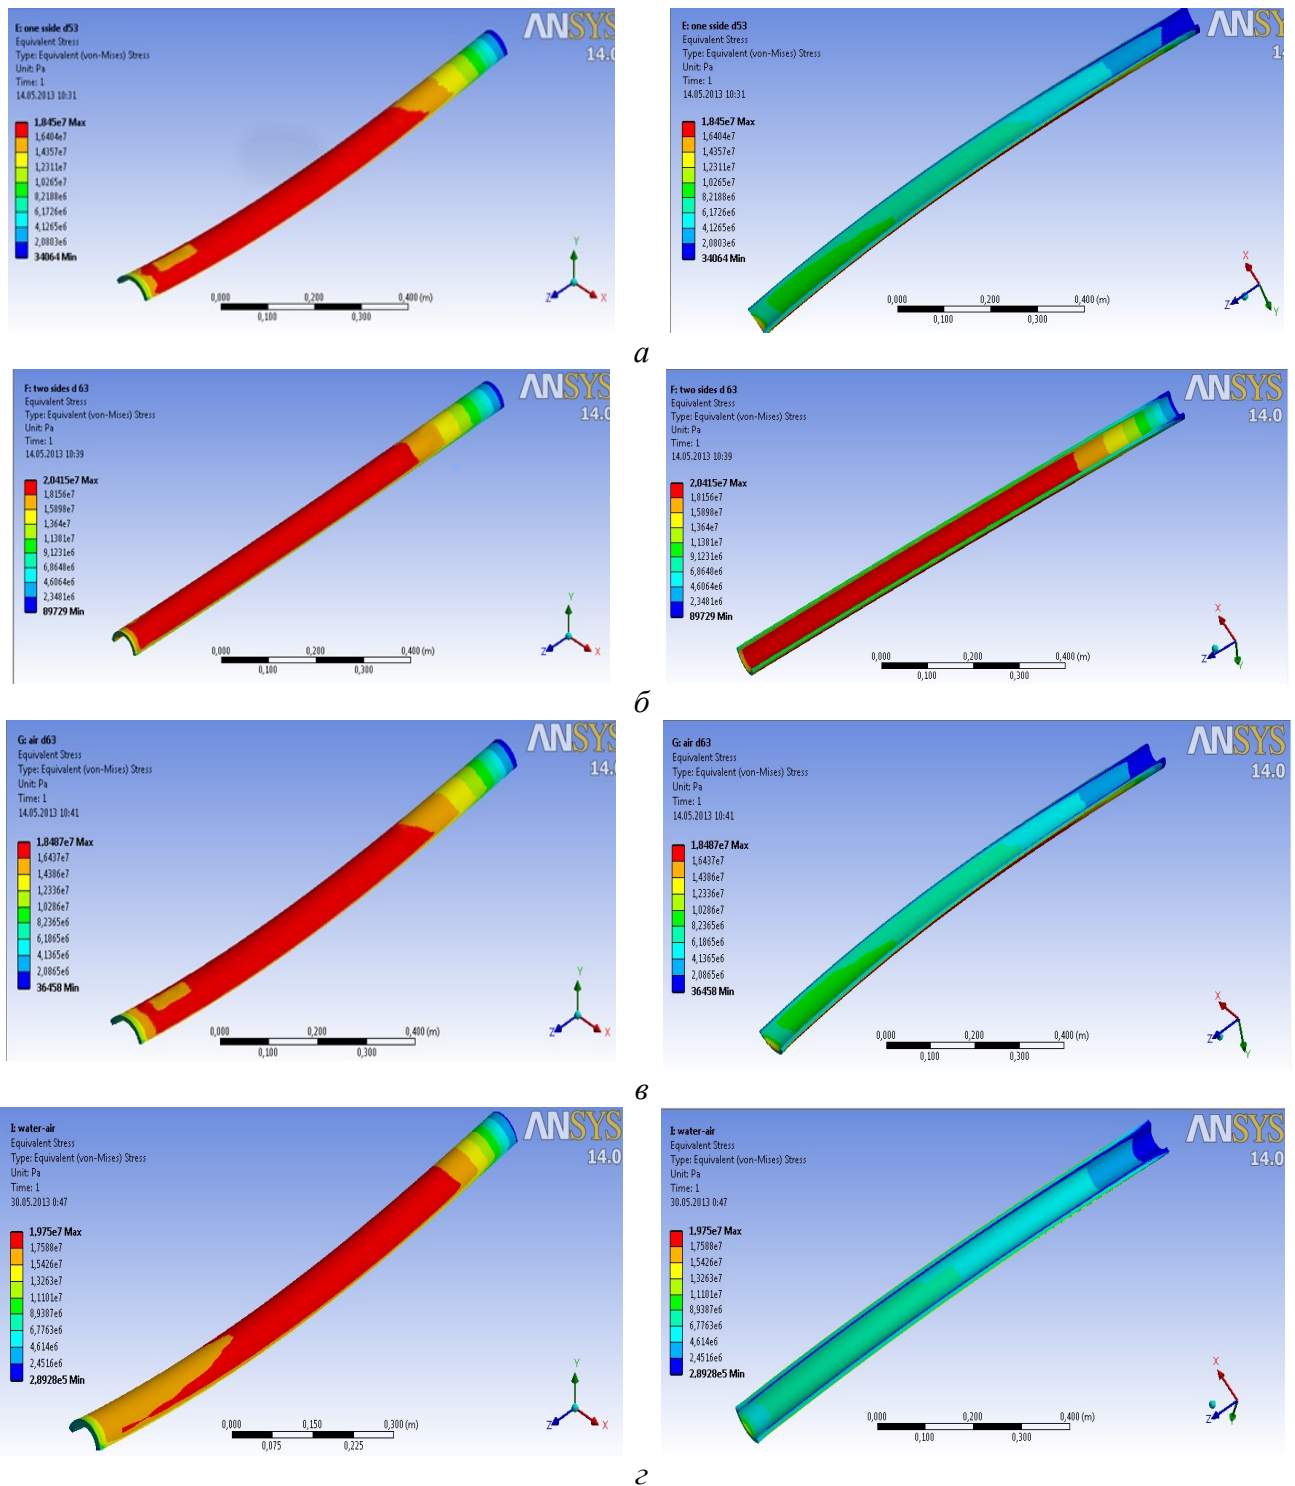 E: one sside d53
Equivalent Stress
Type: Equivalent (von-Mises) Stress
Unit: Pa
Time: 1
14.05.2013 10:31
1,845e7 Max
1,6404e7
1,4357e7
1,2311e7
1,0265e7
8,2188e6
6,1726e6
4,1265e6
2,0803e6
34064 Min
ANSYS
14.0
Y
Z
X
0,000
0,200
0,400 (m)
0,100
0,300
E: one sside d53
Equivalent Stress
Type: Equivalent (von-Mises) Stress
Unit: Pa
Time: 1
14.05.2013 10:31
1,845e7 Max
1,6404e7
1,4357e7
1,2311e7
1,0265e7
8,2188e6
6,1726e6
4,1265e6
2,0803e6
34064 Min
ANSY
1
X
Z
Y
0,000
0,200
0,400 (m)
0,100
0,300
а
F: two sides d 63
Equivalent Stress
Type: Equivalent (von-Mises) Stress
Unit: Pa
Time: 1
14.05.2013 10:39
2,0415e7 Max
1,8156e7
1,5898e7
1,364e7
1,1381e7
9,1231e6
6,8648e6
4,6064e6
2,3481e6
89729 Min
ANSYS
14.0
Y
Z
X
0,000
0,200
0,400 (m)
0,100
0,300
F: two sides d 63
Equivalent Stress
Type: Equivalent (von-Mises) Stress
Unit: Pa
Time: 1
14.05.2013 10:39
2,0415e7 Max
1,8156e7
1,5898e7
1,364e7
1,1381e7
9,1231e6
6,8648e6
4,6064e6
2,3481e6
89729 Min
ANSYS
14.0
X
Z
Y
0,000
0,200
0,400 (m)
0,100
0,300
б
G: air d63
Equivalent Stress
Type: Equivalent (von-Mises) Stress
Unit: Pa
Time: 1
14.05.2013 10:41
1,8487e7 Max
1,6437e7
1,4386e7
1,2336e7
1,0286e7
8,2365e6
6,1865e6
4,1365e6
2,0865e6
36458 Min
ANSYS
14.
Y
Z
X
0,000
0,200
0,400 (m)
0,100
0,300
G: air d63
Equivalent Stress
Type: Equivalent (von-Mises) Stress
Unit: Pa
Time: 1
14.05.2013 10:41
1,8487e7 Max
1,6437e7
1,4386e7
1,2336e7
1,0286e7
8,2365e6
6,1865e6
4,1365e6
2,0865e6
36458 Min
ANSYS
14.0
X
Z
Y
0,000
0,200
0,400 (m)
0,100
0,300
в
I: water-air
Equivalent Stress
Type: Equivalent (von-Mises) Stress
Unit: Pa
Time: 1
30.05.2013 0:47
1,975e7 Max
1,7588e7
1,5426e7
1,3263e7
1,1101e7
8,9387e6
6,7763e6
4,614e6
2,4516e6
2,8928e5 Min
ANSYS
14.0
Y
Z
X
0,000
0,150
0,300 (m)
0,075
0,225
I: water-air
Equivalent Stress
Type: Equivalent (von-Mises) Stress
Unit: Pa
Time: 1
30.05.2013 0:47
1,975e7 Max
1,7588e7
1,5426e7
1,3263e7
1,1101e7
8,9387e6
6,7763e6
4,614e6
2,4516e6
2,8928e5 Min
ANSYS
14.0
X
Z
Y
0,000
0,200
0,400 (m)
0,100
0,300
г